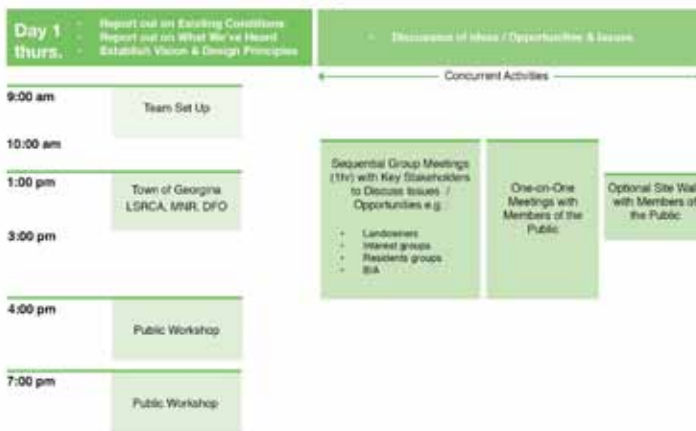 Day 1
thurs.
· Report out on Existing Conditions
· Report out on What We've Heard
· Establish Vision & Design Principles
· Discussion of Ideas / Opportunities & Issues
Concurrent Activities
9:00 am
Team Set Up
10:00 am
1:00 pm
Town of Georgina
LSRCA, MNR, DFO
3:00 pm
4:00 pm
Public Workshop
7:00 pm
Public Workshop
Sequential Group Meetings
(1hr) with Key Stakeholders
to Discuss Issues /
Opportunities e.g.
· Landowners
· Interest groups
· Residents groups
· BIA
One-on-One
Meetings with
Members of the
Public
Optional Site Wal
with Members of
the Public